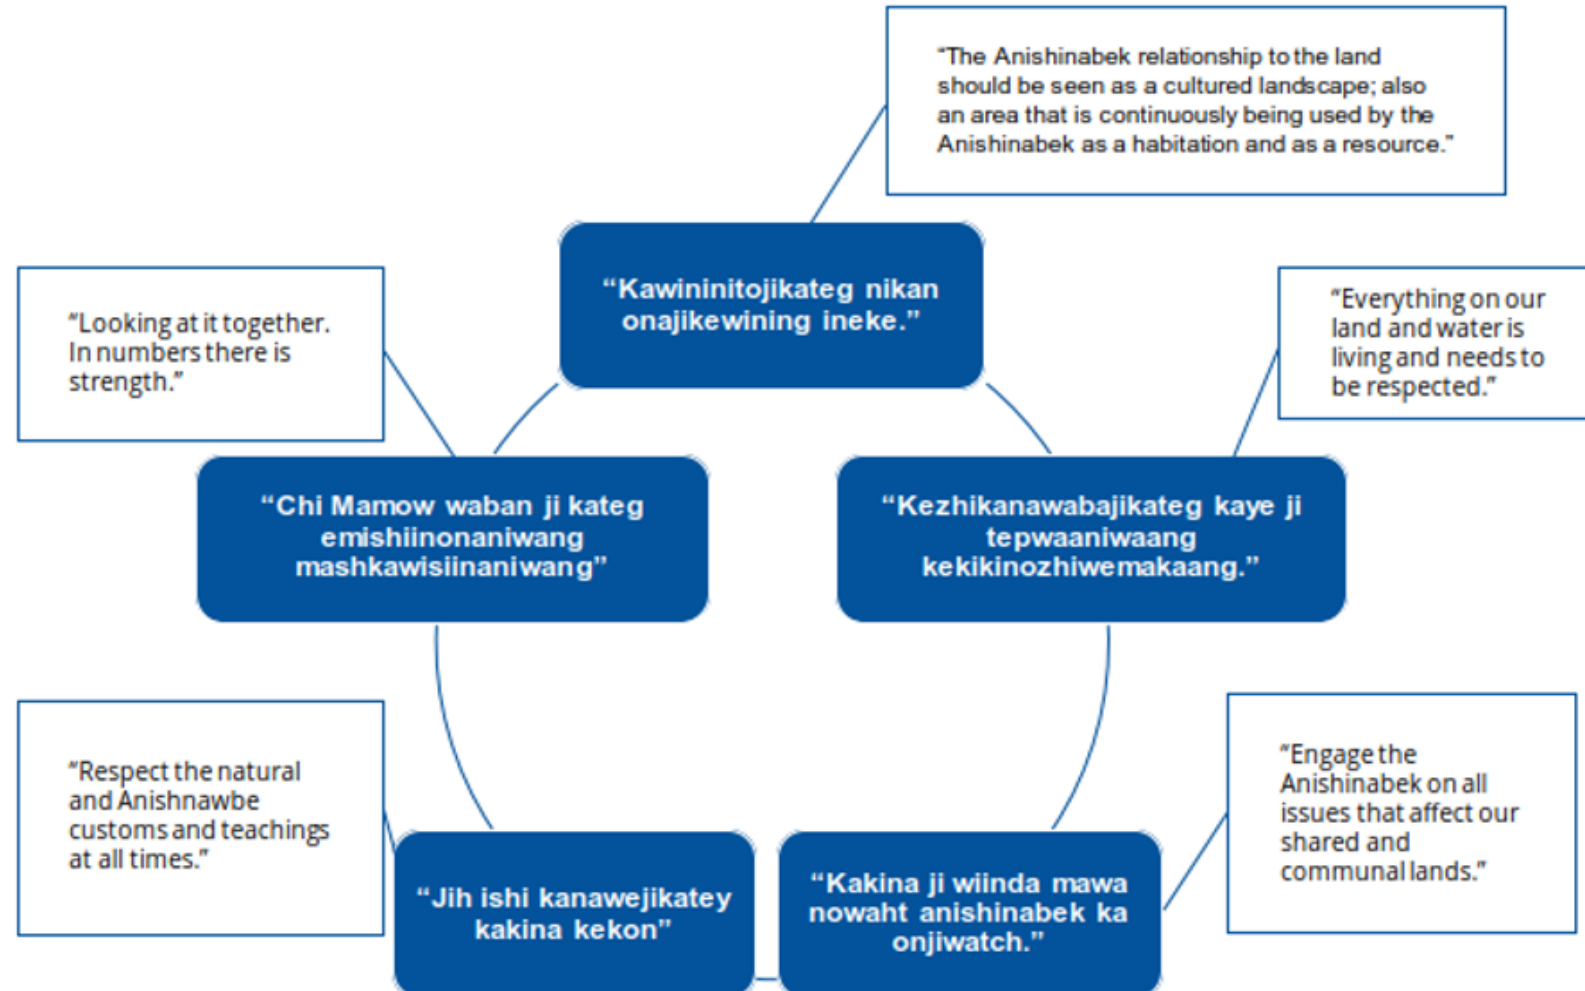 “The Anishinabek relationship to the land
should be seen as a cultured landscape; also
an area that is continuously being used by the
Anishinabek as a habitation and as a resource.”
“Kawininitojikateg nikan
onajikewining ineke.”
“Looking at it together.
In numbers there is
strength.”
“Everything on our
land and water is
living and needs to
be respected.”
“Chi Mamow waban ji kateg
emishiinonaniwang
mashkawisiinaniwang”
“Kezhikanawabajikateg kaye ji
tepwaaniwaang
kekikinozhiwemakaang.”
“Respect the natural
and Anishnawbe
customs and teachings
at all times.”
“Engage the
Anishinabek on all
issues that affect our
shared and
communal lands.”
“Jih ishi kanawejikatey
kakina kekon”
“Kakina ji wiinda mawa
nowaht anishinabek ka
onjiwatch.”